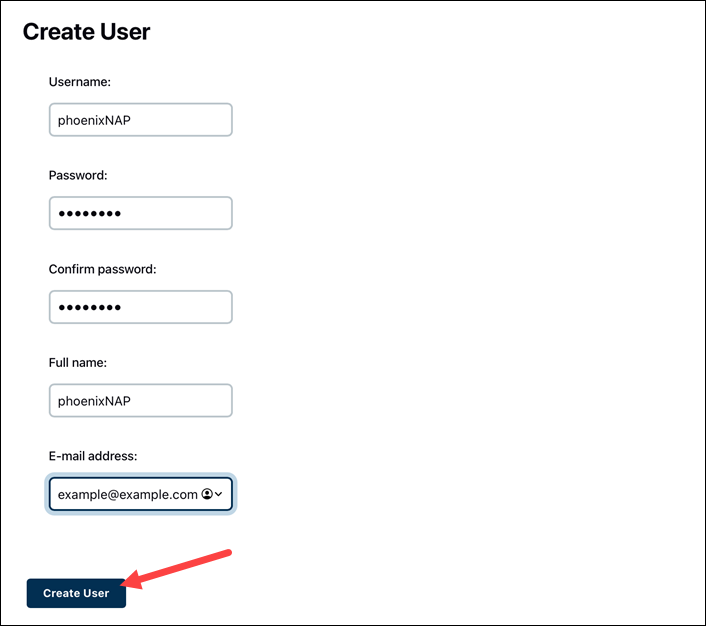 Create User
Username:
phoenixNAP
Password:
••••••••
Confirm password:
••••••••
Full name:
phoenixNAP
E-mail address:
example@example.com
Create User